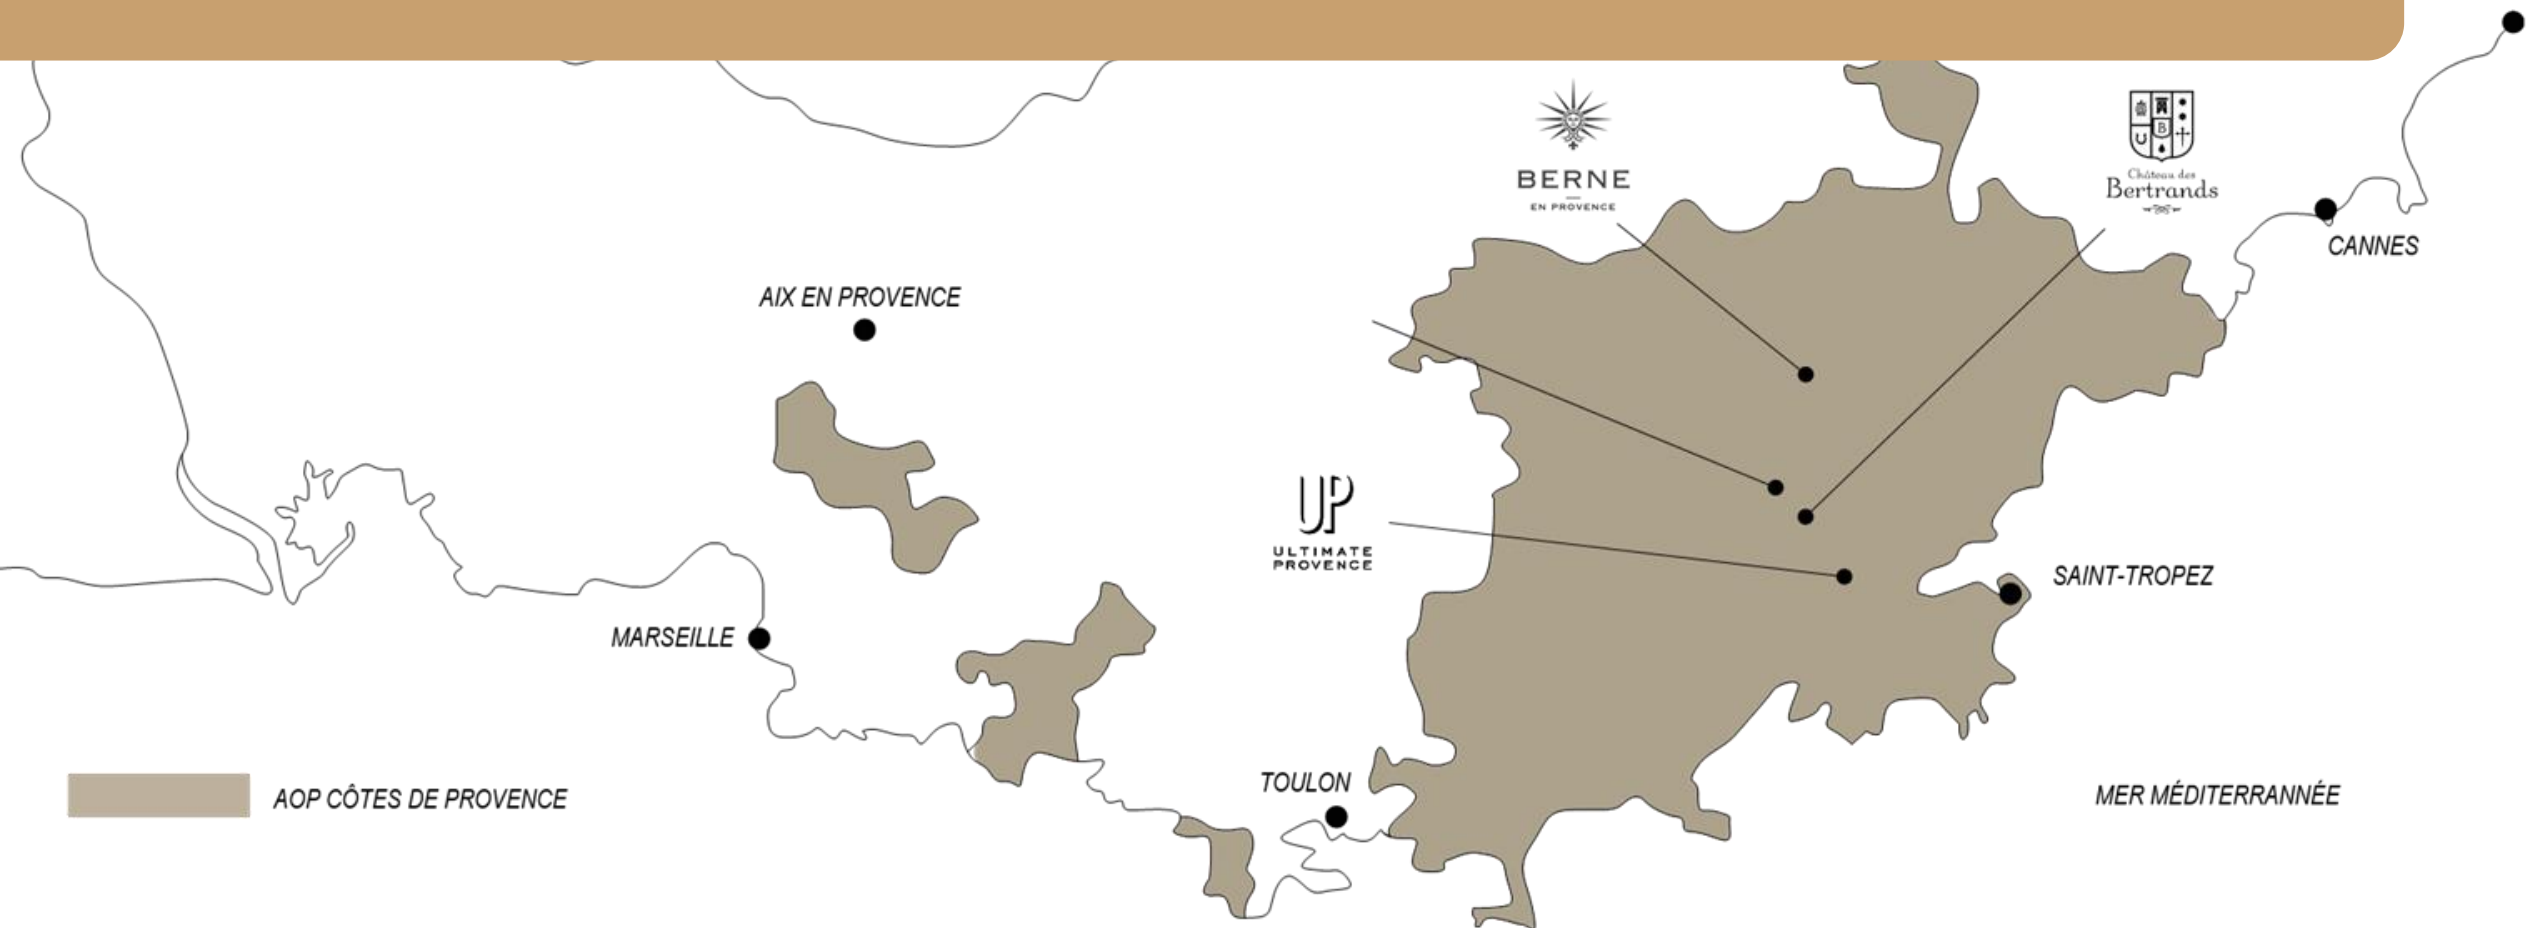 BERNE
EN PROVENCE
B
Château des
Bertrands
CANNES
AIX EN PROVENCE
UP
ULTIMATE
PROVENCE
SAINT-TROPEZ
MARSEILLE
TOULON
AOP CÔTES DE PROVENCE
MER MÉDITERRANNÉE